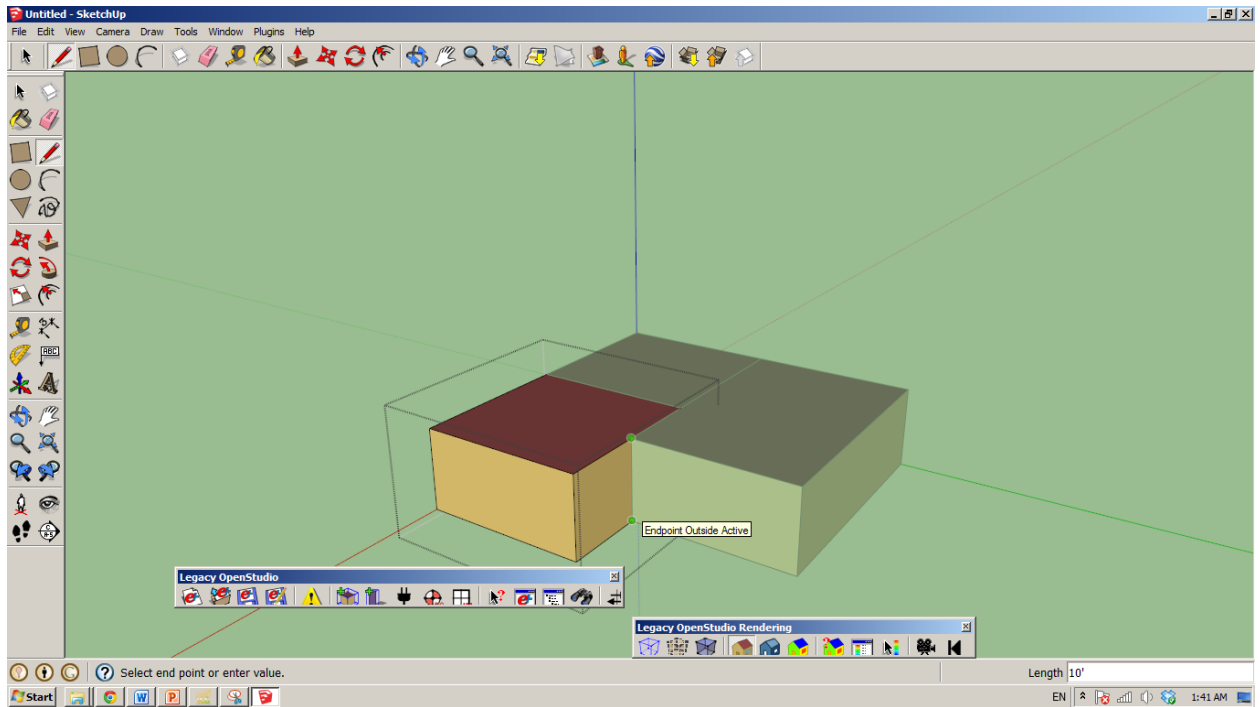 Untitled - SketchUp
File Edit View Camera Draw Tools Window Plugins Help
ABC
Endpoint Outside Active
Legacy OpenStudio
Legacy OpenStudio Rendering
Select end point or enter value.
Length 10'
Start
EN
1:41 AM